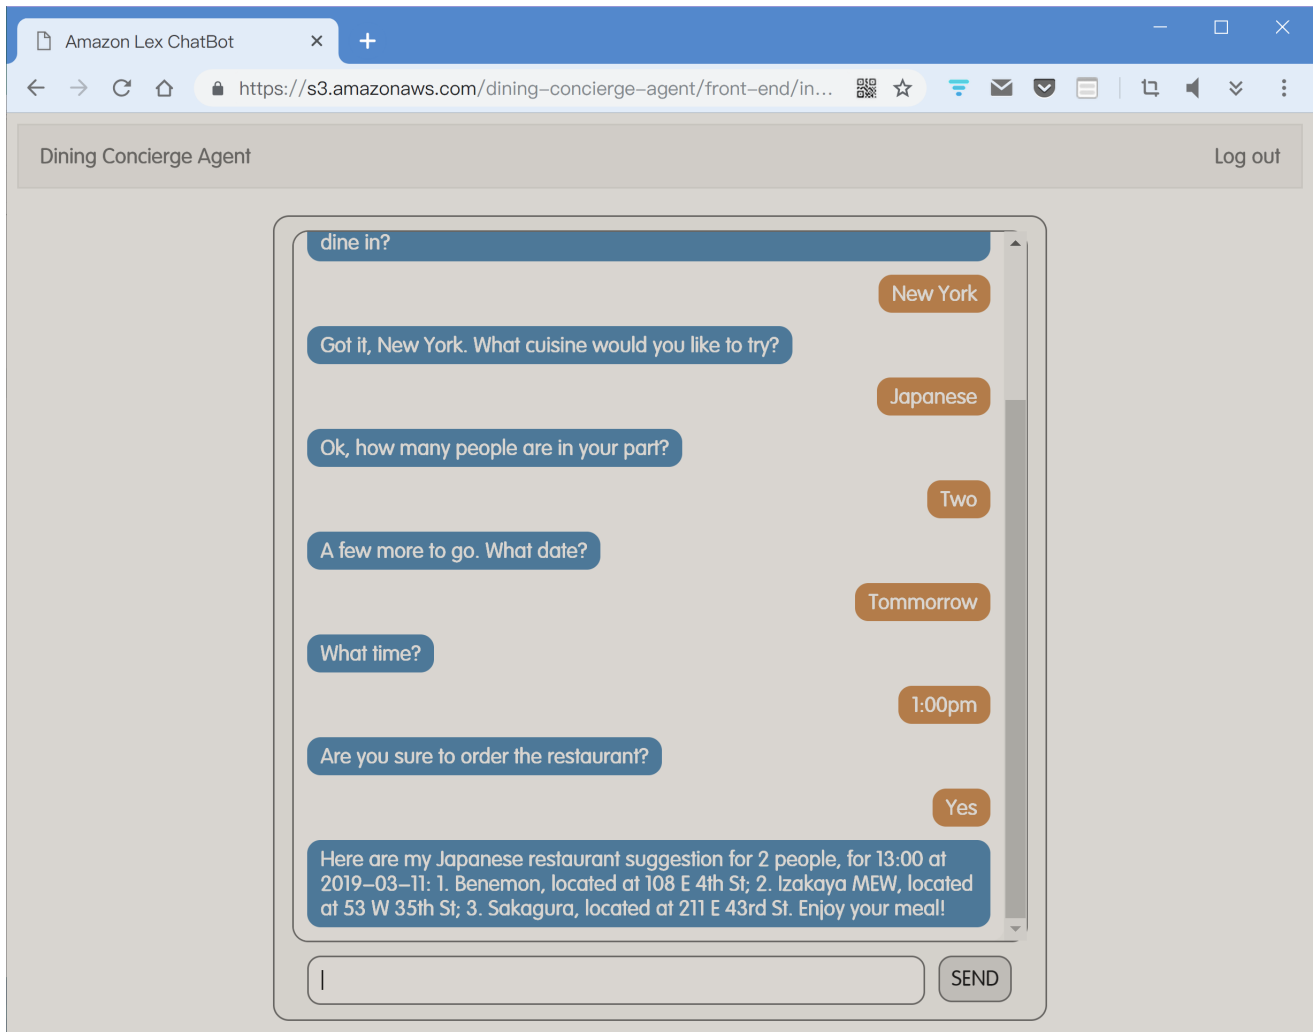 Amazon Lex ChatBot
https://s3.amazonaws.com/dining-concierge-agent/front-end/in...
Dining Concierge Agent
Log out
dine in?
New York
Got it, New York. What cuisine would you like to try?
Japanese
Ok, how many people are in your part?
Two
A few more to go. What date?
Tommorrow
What time?
1:00pm
Are you sure to order the restaurant?
Yes
Here are my Japanese restaurant suggestion for 2 people, for 13:00 at
2019-03-11: 1. Benemon, located at 108 E 4th St; 2. Izakaya MEW, located
at 53 W 35th St; 3. Sakagura, located at 211 E 43rd St. Enjoy your meal!
SEND